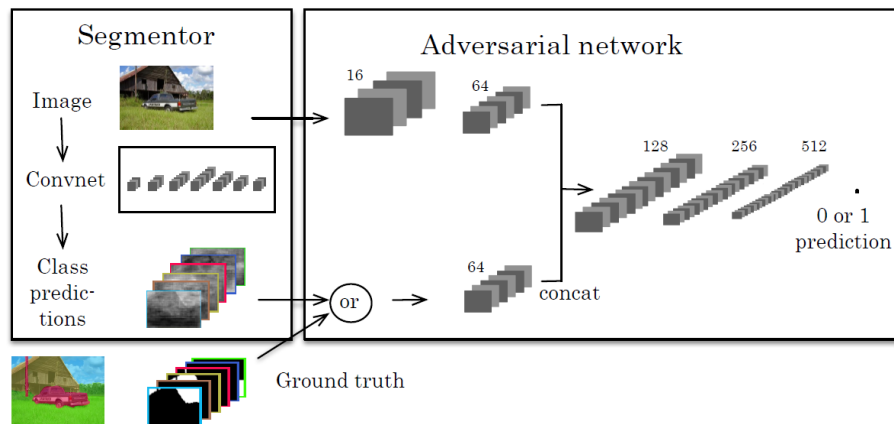 Segmentor
Adversarial network
Image
Convnet
Class
predic-
tions
16
64
64
or
concat
128
256
512
0 or 1
prediction
Ground truth